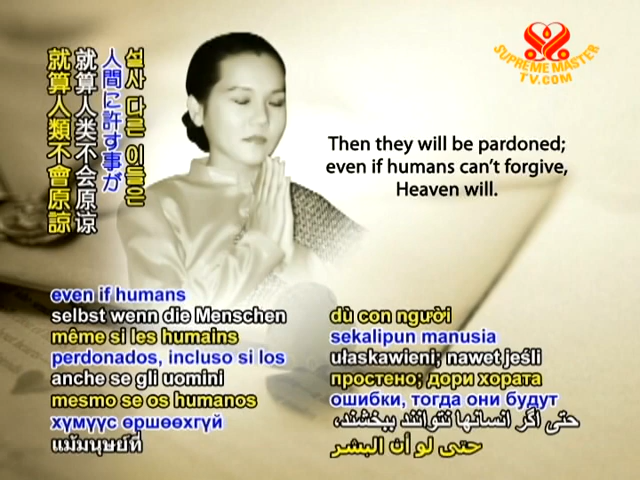 SUPREME MASTER
TV.COM
설사 다른 이들은
人間に許す事が
就算人类不会原谅
就算人類不會原諒
Then they will be pardoned;
even if humans can't forgive,
Heaven will.
even if humans
selbst wenn die Menschen
même si les humains
perdonados, incluso si los
anche se gli uomini
mesmo se os humanos
хүмүүс өршөөхгүй
แม้มนุษย์ที่
dù con người
sekalipun manusia
ułaskawieni; nawet jeśli
простено; дори хората
ошибки, тогда они будут
حتی اگر انسانها نتوانند ببخشند،
حتى لو أن البشر